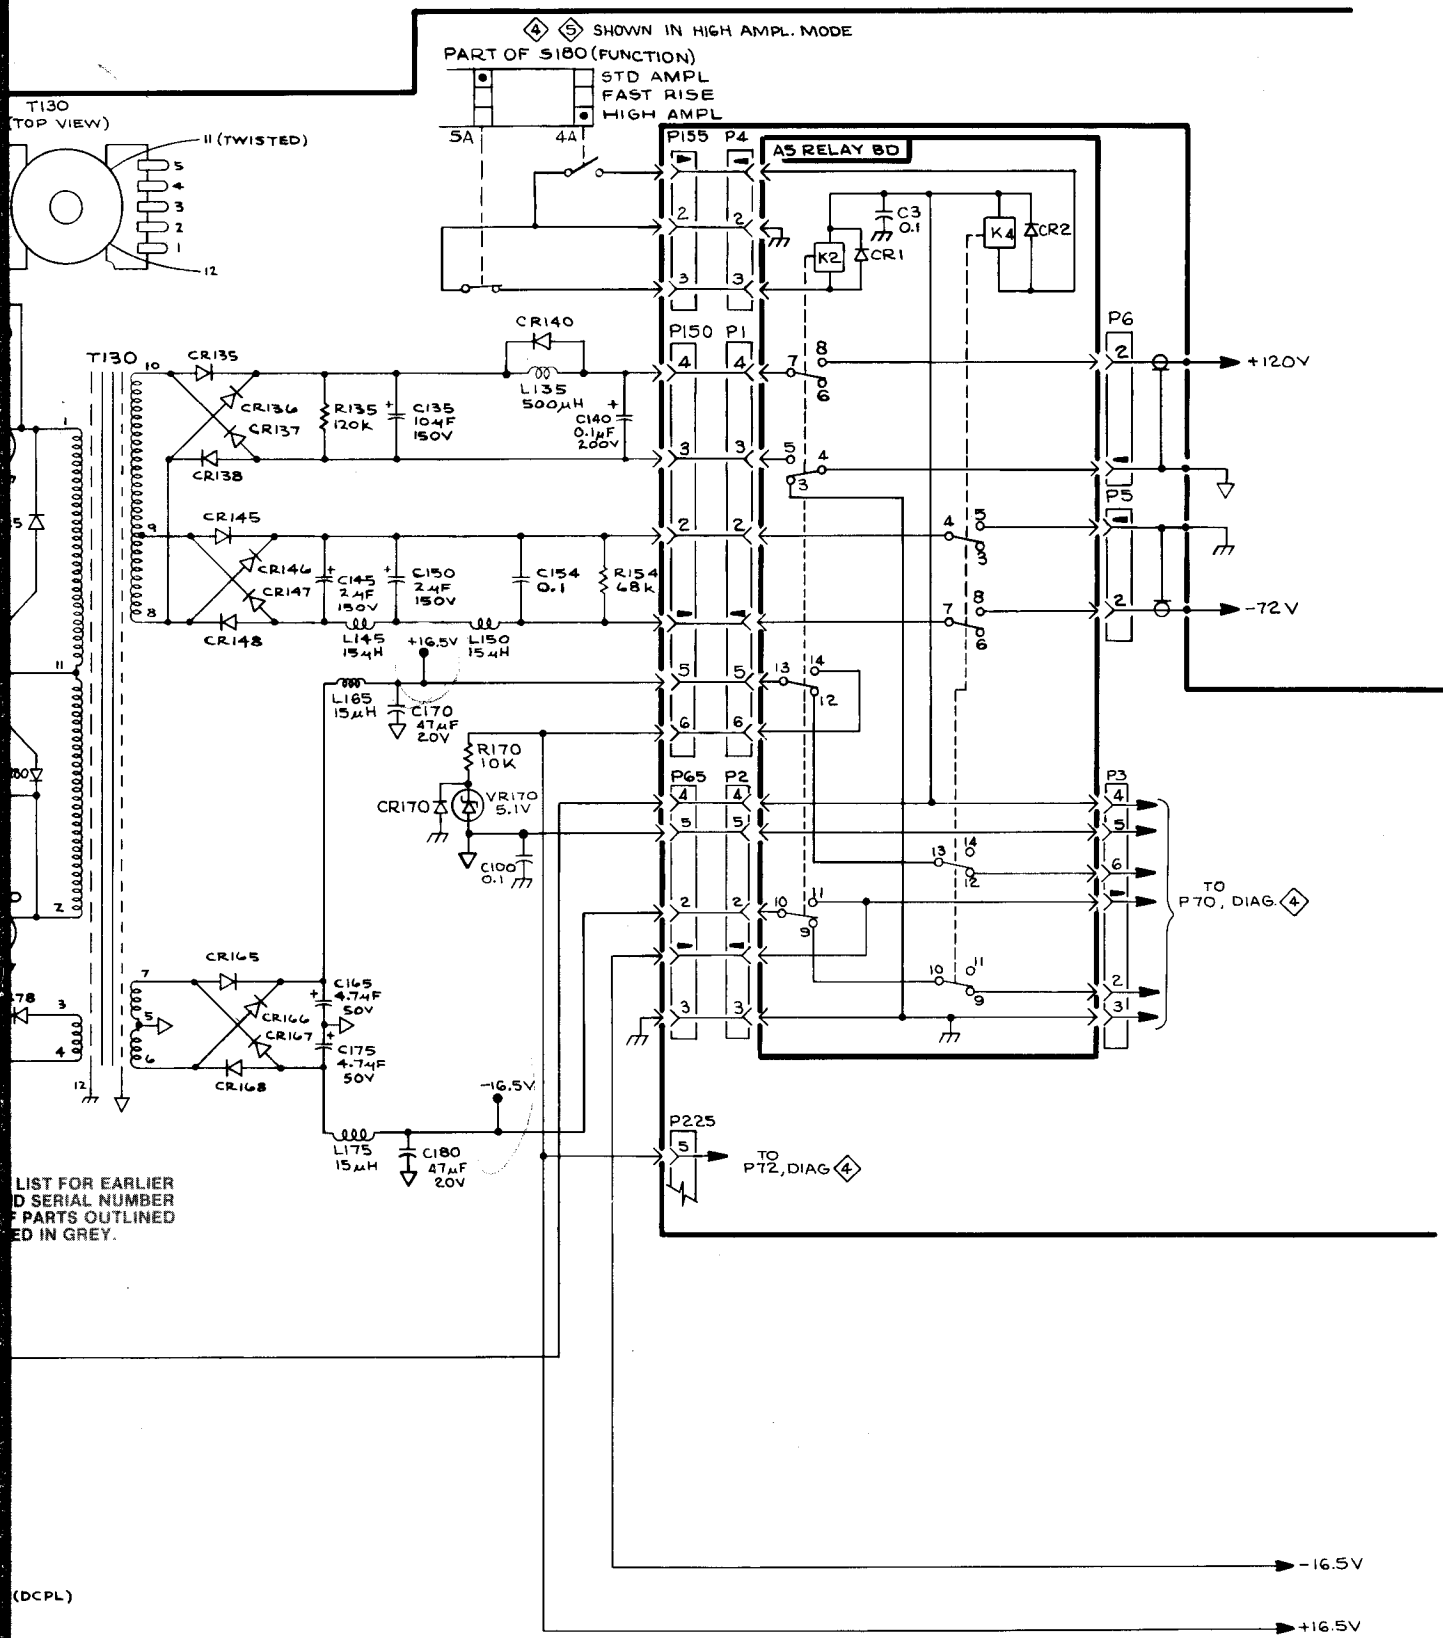 4 5 SHOWN IN HIGH AMPL. MODE
PART OF S180 (FUNCTION)
STD AMPL
FAST RISE
HIGH AMPL
5A
4A
T130
(TOP VIEW)
11 (TWISTED)
5
4
3
2
1
12
P155
P4
A5 RELAY BD
2
2
3
3
K2
CR1
C3
0.1
K4
CR2
P6
2
+120V
P5
2
-72V
T130
10
9
8
1
11
2
3
4
12
7
5
6
CR135
CR136
CR137
CR138
R135
120K
+
C135
10µF
150V
CR140
L135
500µH
+
C140
0.1µF
200V
P150
P1
4
4
3
3
2
2
5
5
6
6
7
8
6
5
4
3
4
5
3
7
8
6
13
14
12
CR145
CR146
CR147
CR148
+
C145
2µF
150V
+
C150
2µF
150V
C154
0.1
R154
68K
L145
15µH
+16.5V
L150
15µH
L165
15µH
C170
47µF
20V
R170
10K
CR170
VR170
5.1V
C100
0.1
P65
P2
4
4
5
5
2
2
3
3
13
14
12
10
11
9
10
11
9
P3
4
5
6
2
3
TO
P70, DIAG. 4
CR165
CR166
CR167
CR168
+
C165
4.7µF
50V
+
C175
4.7µF
50V
-16.5V
L175
15µH
C180
47µF
20V
P225
5
TO
P72, DIAG 4
LIST FOR EARLIER
D SERIAL NUMBER
F PARTS OUTLINED
ED IN GREY.
-16.5V
(DCPL)
+16.5V